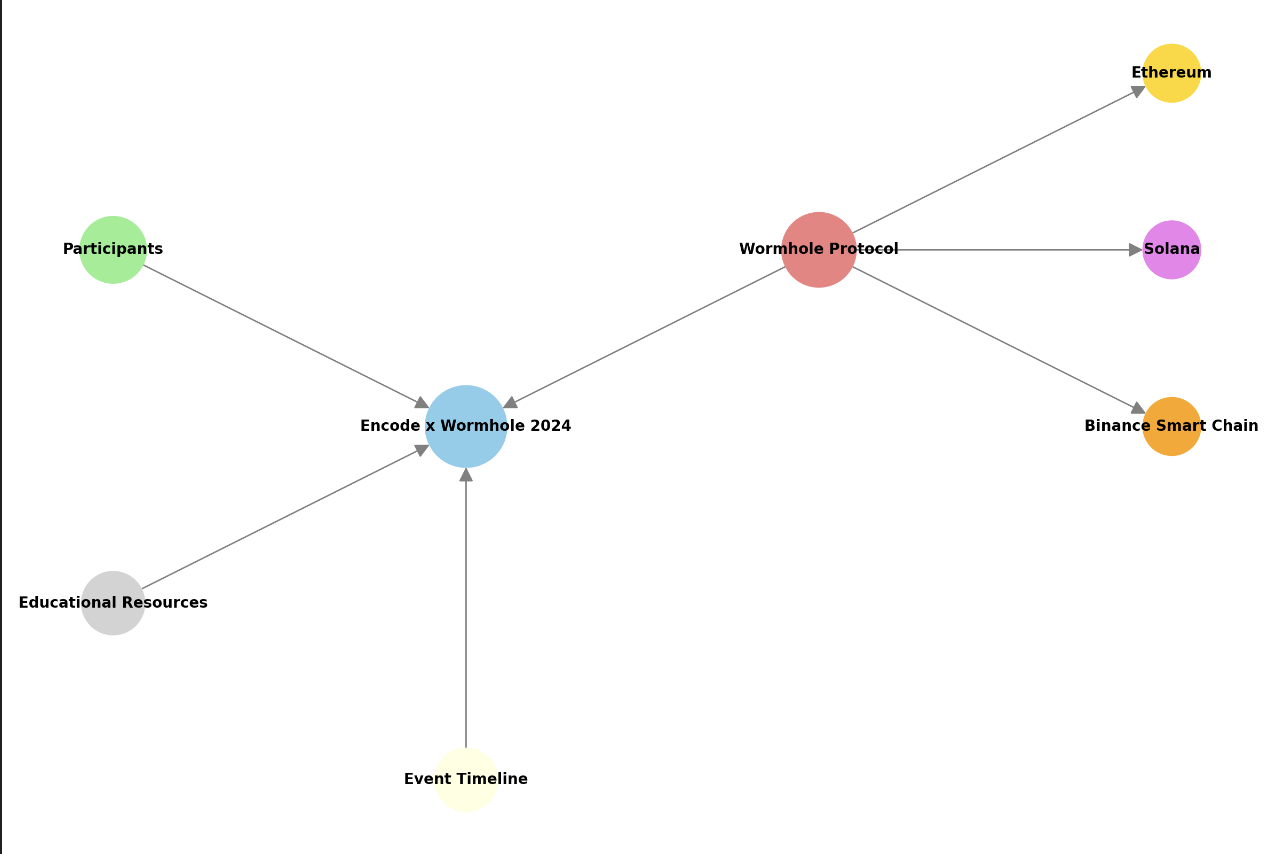 Ethereum
Participants
Wormhole Protocol
Solana
Encode x Wormhole 2024
Binance Smart Chain
Educational Resources
Event Timeline